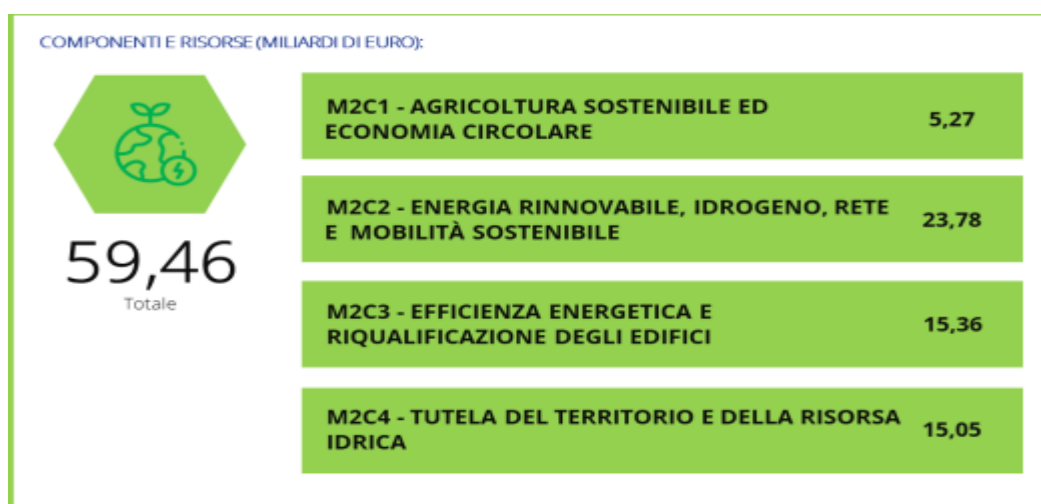 COMPONENTI E RISORSE (MILIARDI DI EURO):
59,46
Totale
M2C1 - AGRICOLTURA SOSTENIBILE ED
ECONOMIA CIRCOLARE
5,27
M2C2 - ENERGIA RINNOVABILE, IDROGENO, RETE
E MOBILITÀ SOSTENIBILE
23,78
M2C3 - EFFICIENZA ENERGETICA E
RIQUALIFICAZIONE DEGLI EDIFICI
15,36
M2C4 - TUTELA DEL TERRITORIO E DELLA RISORSA
IDRICA
15,05